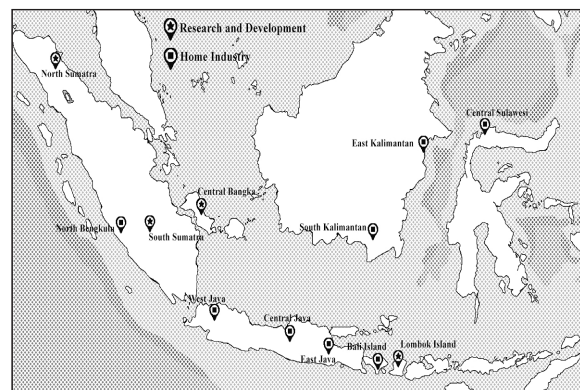 Research and Development
Home Industry
North Sumatra
Central Sulawesi
East Kalimantan
Central Bangka
North Bengkulu
South Sumatra
South Kalimantan
West Java
Central Java
East Java
Bali Island
Lombok Island